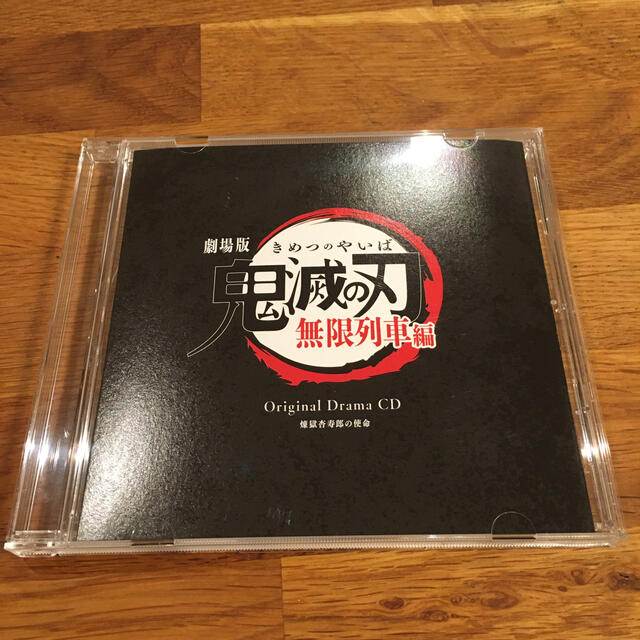 劇場版
きめつのやいば
鬼滅の刃
無限列車編
Original Drama CD
煉獄杏寿郎の使命